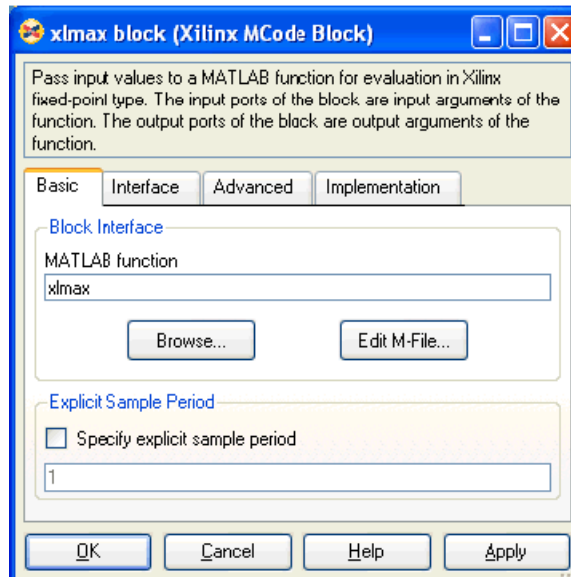 xlmax block (Xilinx MCode Block)
Pass input values to a MATLAB function for evaluation in Xilinx
fixed-point type. The input ports of the block are input arguments of the
function. The output ports of the block are output arguments of the
function.
Basic Interface Advanced Implementation
Block Interface
MATLAB function
xlmax
Browse... Edit M-File...
Explicit Sample Period
Specify explicit sample period
1
OK Cancel Help Apply